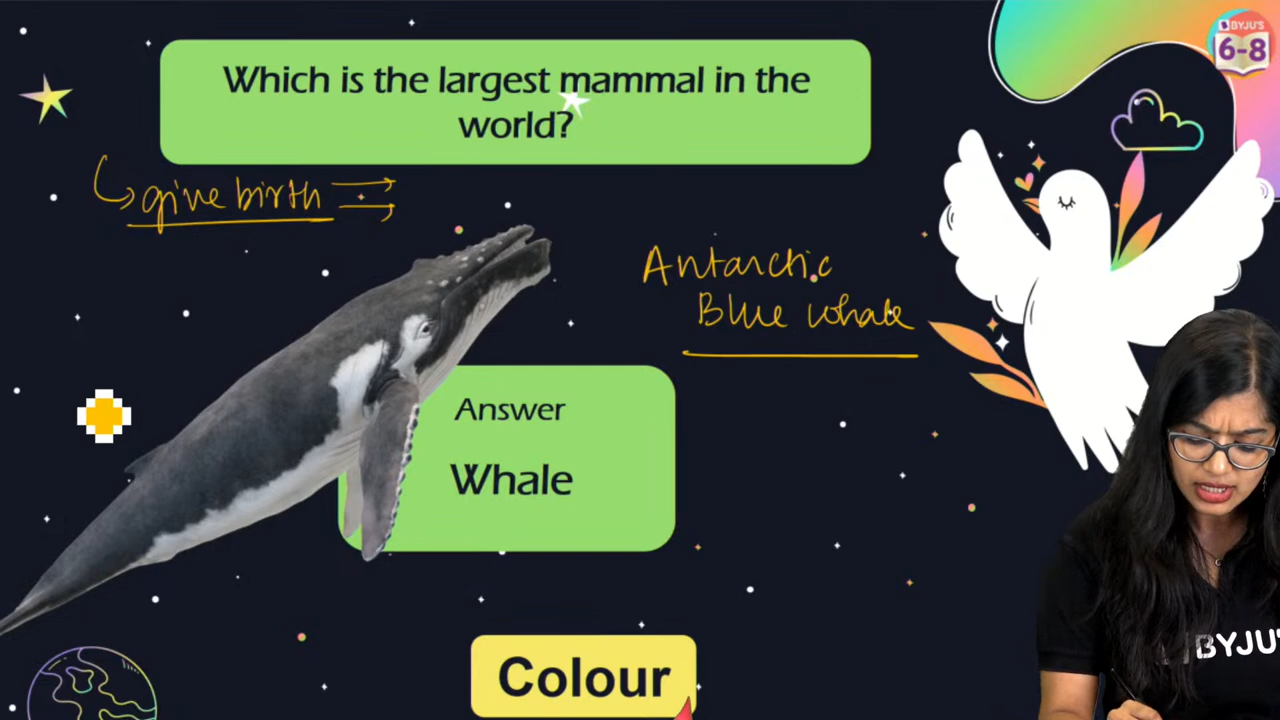 BYJU'S
6-8
Which is the largest mammal in the
world?
give birth
Antarctic
Blue whale
Answer
Whale
Colour
BYJU'S